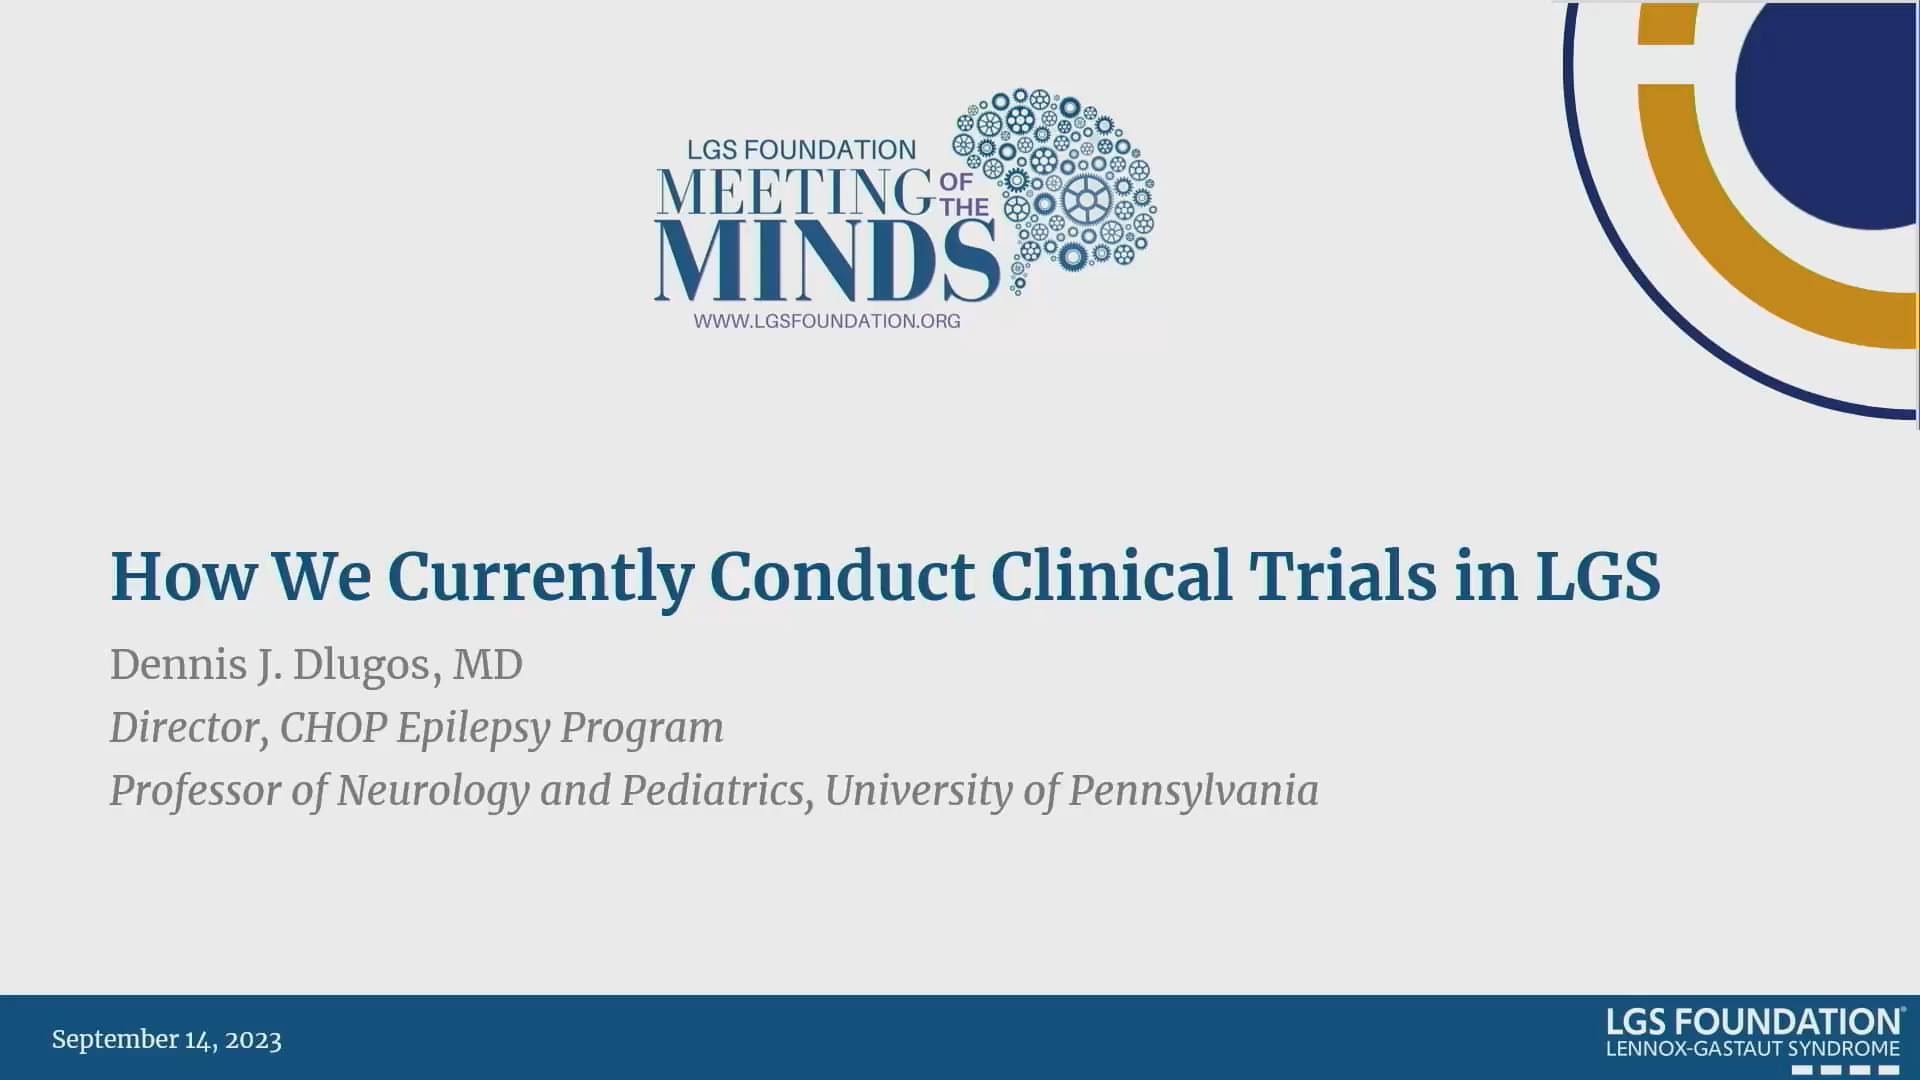 LGS FOUNDATION
MEETING OF THE
MINDS
WWW.LGSFOUNDATION.ORG
How We Currently Conduct Clinical Trials in LGS
Dennis J. Dlugos, MD
Director, CHOP Epilepsy Program
Professor of Neurology and Pediatrics, University of Pennsylvania
September 14, 2023
LGS FOUNDATION®
LENNOX-GASTAUT SYNDROME